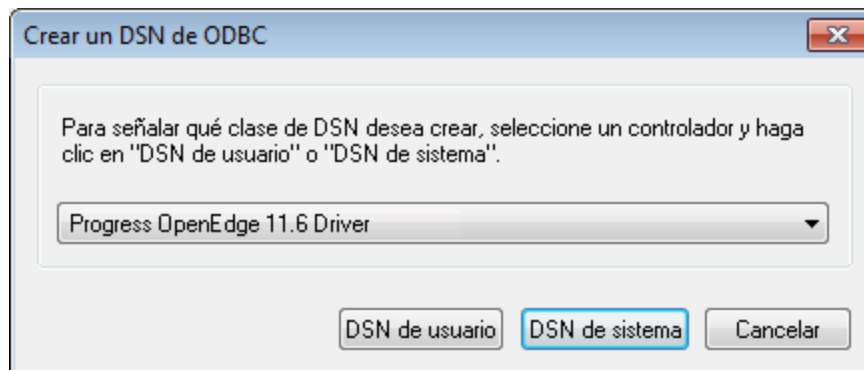 Crear un DSN de ODBC
Para señalar qué clase de DSN desea crear, seleccione un controlador y haga
clic en "DSN de usuario" o "DSN de sistema".
Progress OpenEdge 11.6 Driver
DSN de usuario DSN de sistema Cancelar